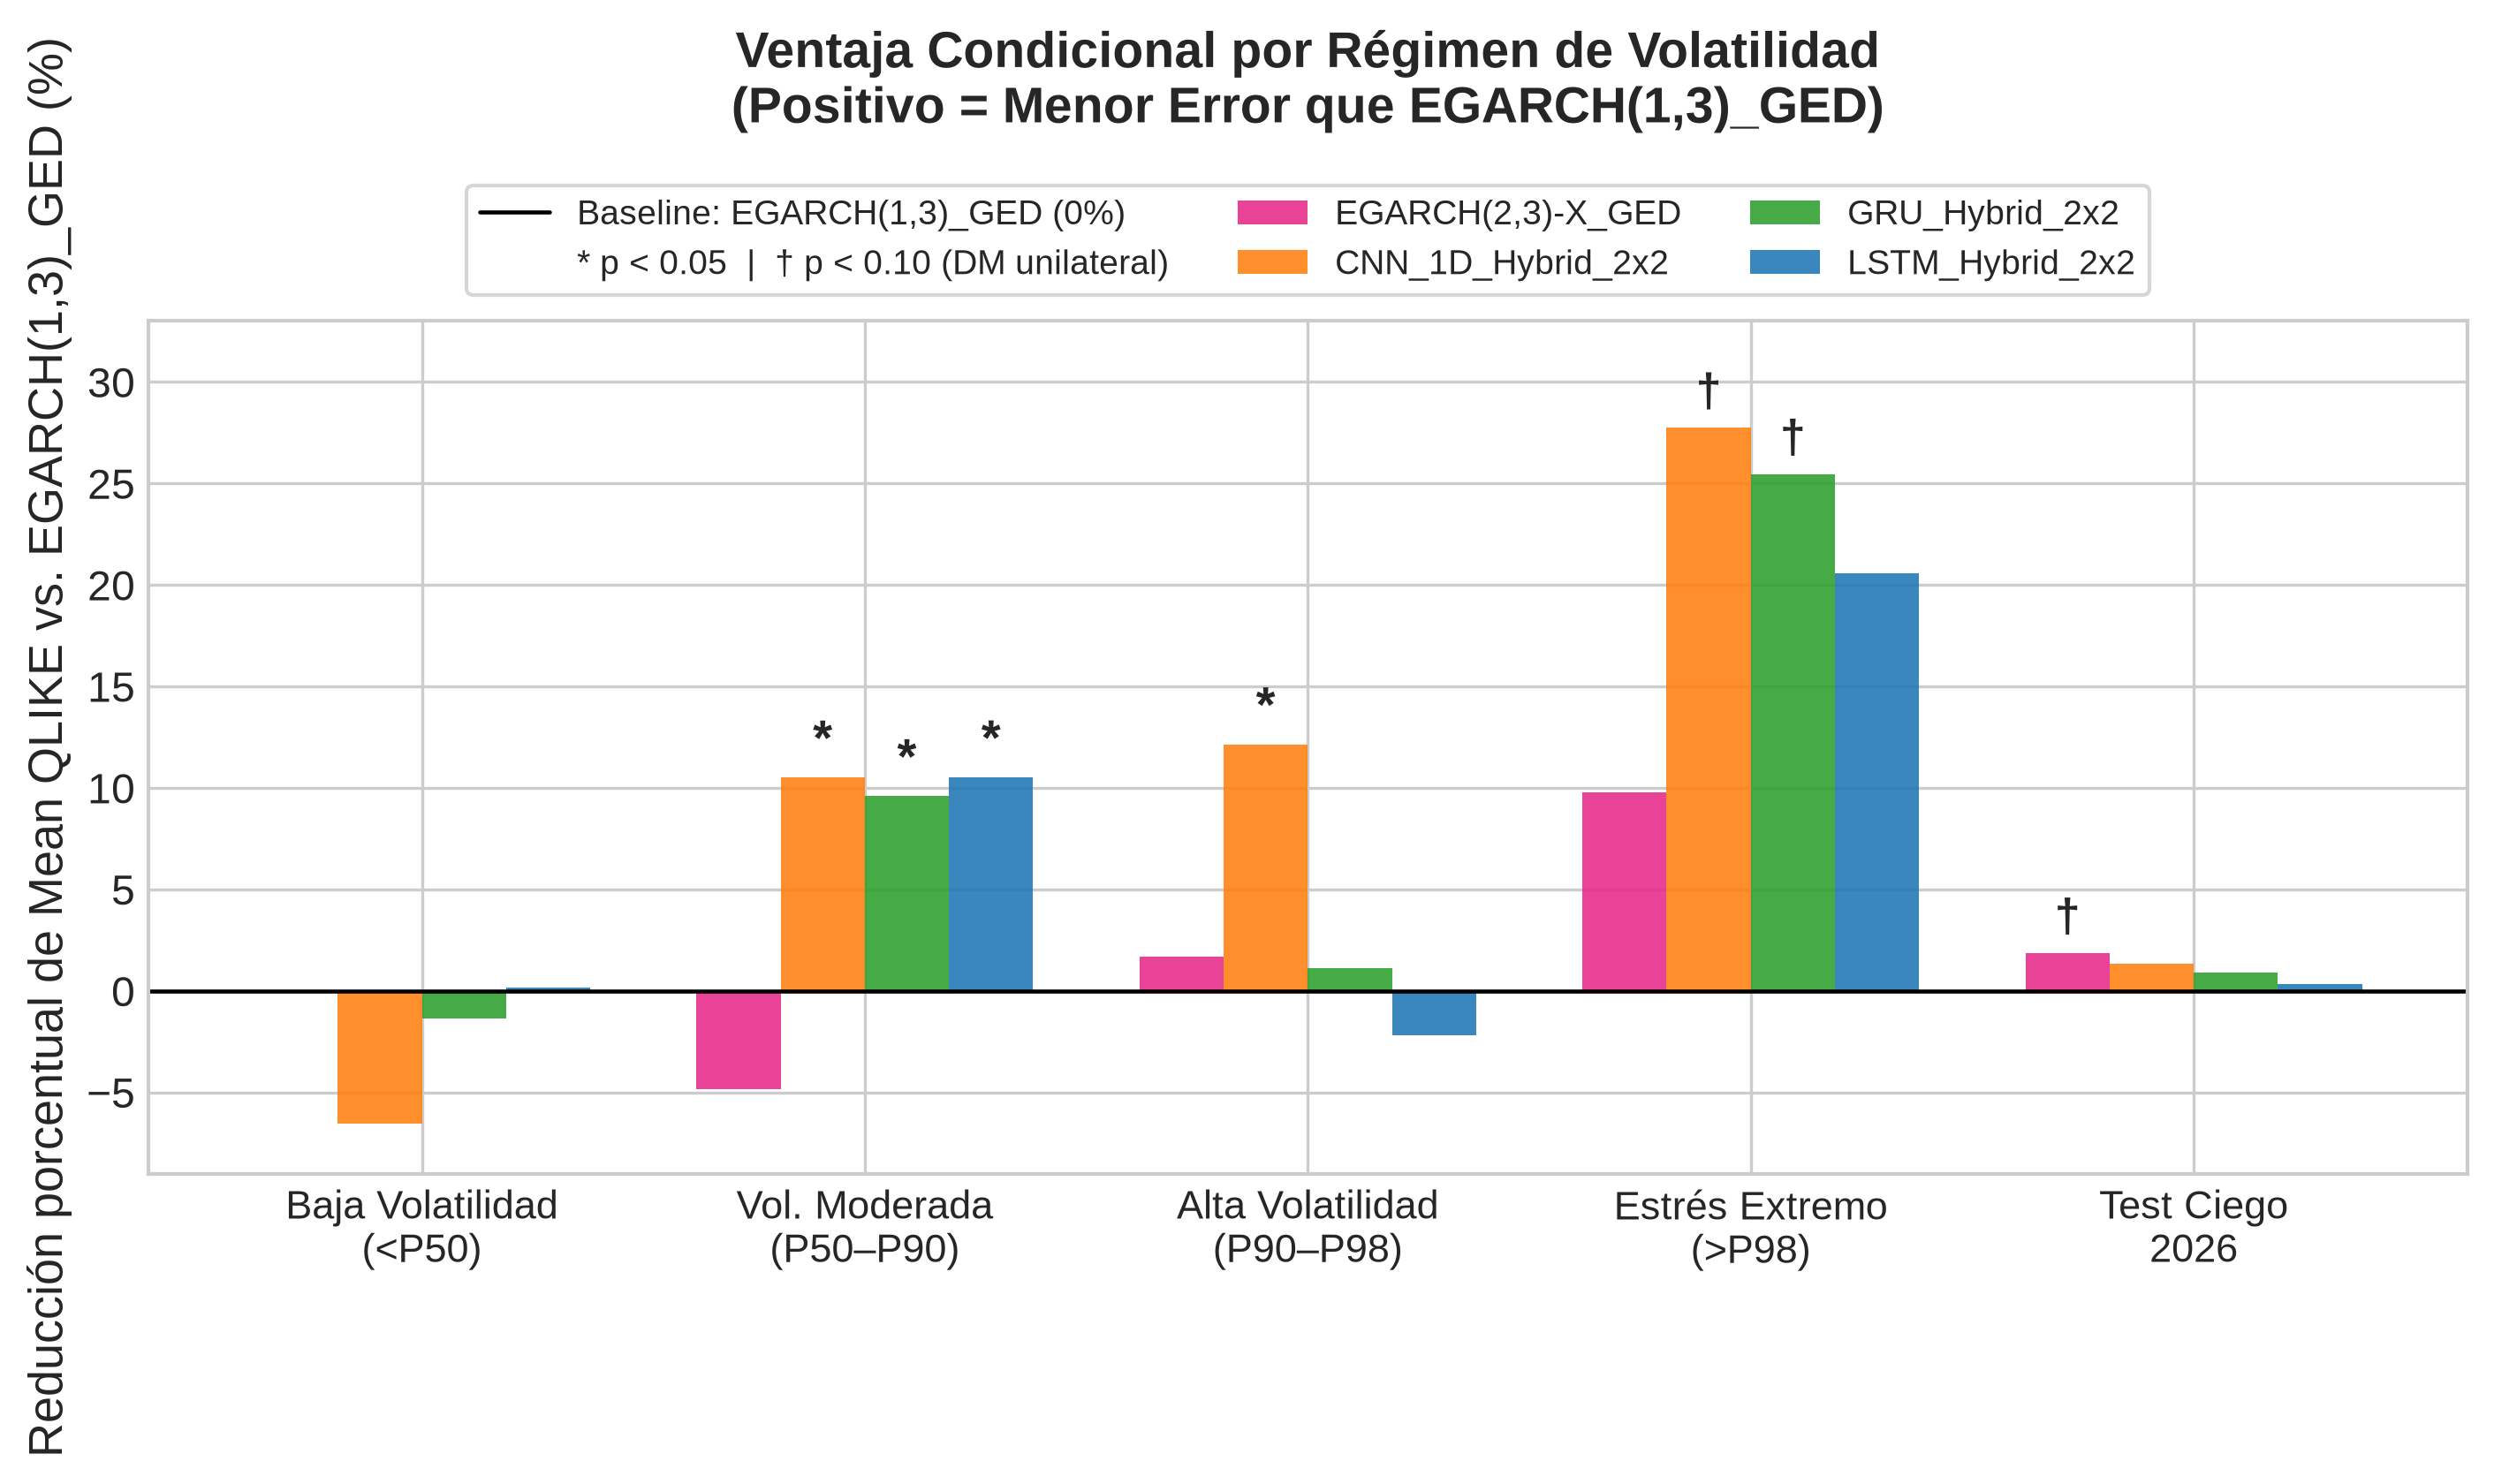 Ventaja Condicional por Régimen de Volatilidad
(Positivo = Menor Error que EGARCH(1,3)_GED))
Baseline: EGARCH(1,3)_GED (0%)
* p < 0.05 | † p < 0.10 (DM unilateral)
EGARCH(2,3)-X_GED
CNN_1D_Hybrid_2x2
GRU_Hybrid_2x2
LSTM_Hybrid_2x2
Reducción porcentual de Mean QLIKE vs. EGARCH(1,3)_GED (%)
30
25
20
15
10
5
0
−5
*
*
*
*
†
†
†
Baja Volatilidad
(<P50)
Vol. Moderada
(P50–P90)
Alta Volatilidad
(P90–P98)
Estrés Extremo
(>P98)
Test Ciego
2026